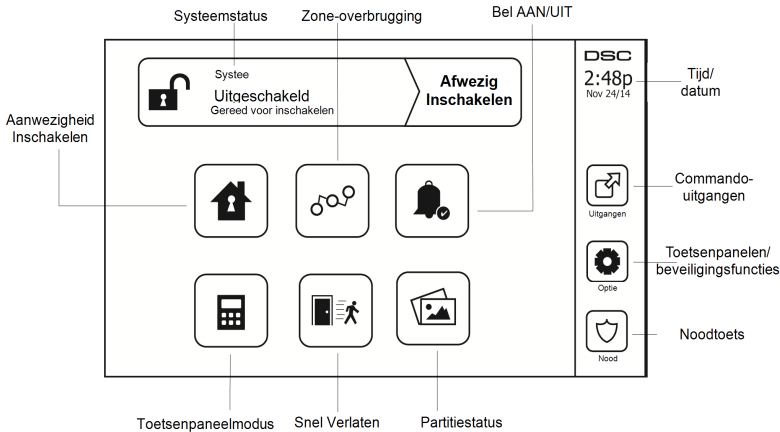 Systeemstatus
Zone-overbrugging
Bel AAN/UIT
Systee
Uitgeschakeld
Gereed voor inschakelen
Afwezig
Inschakelen
DSC
2:48p
Nov 24/14
Tijd/
datum
Aanwezigheid
Inschakelen
Uitgangen
Commando-
uitgangen
Optie
Toetsenpanelen/
beveiligingsfuncties
Nood
Noodtoets
Toetsenpaneelmodus
Snel Verlaten
Partitiestatus